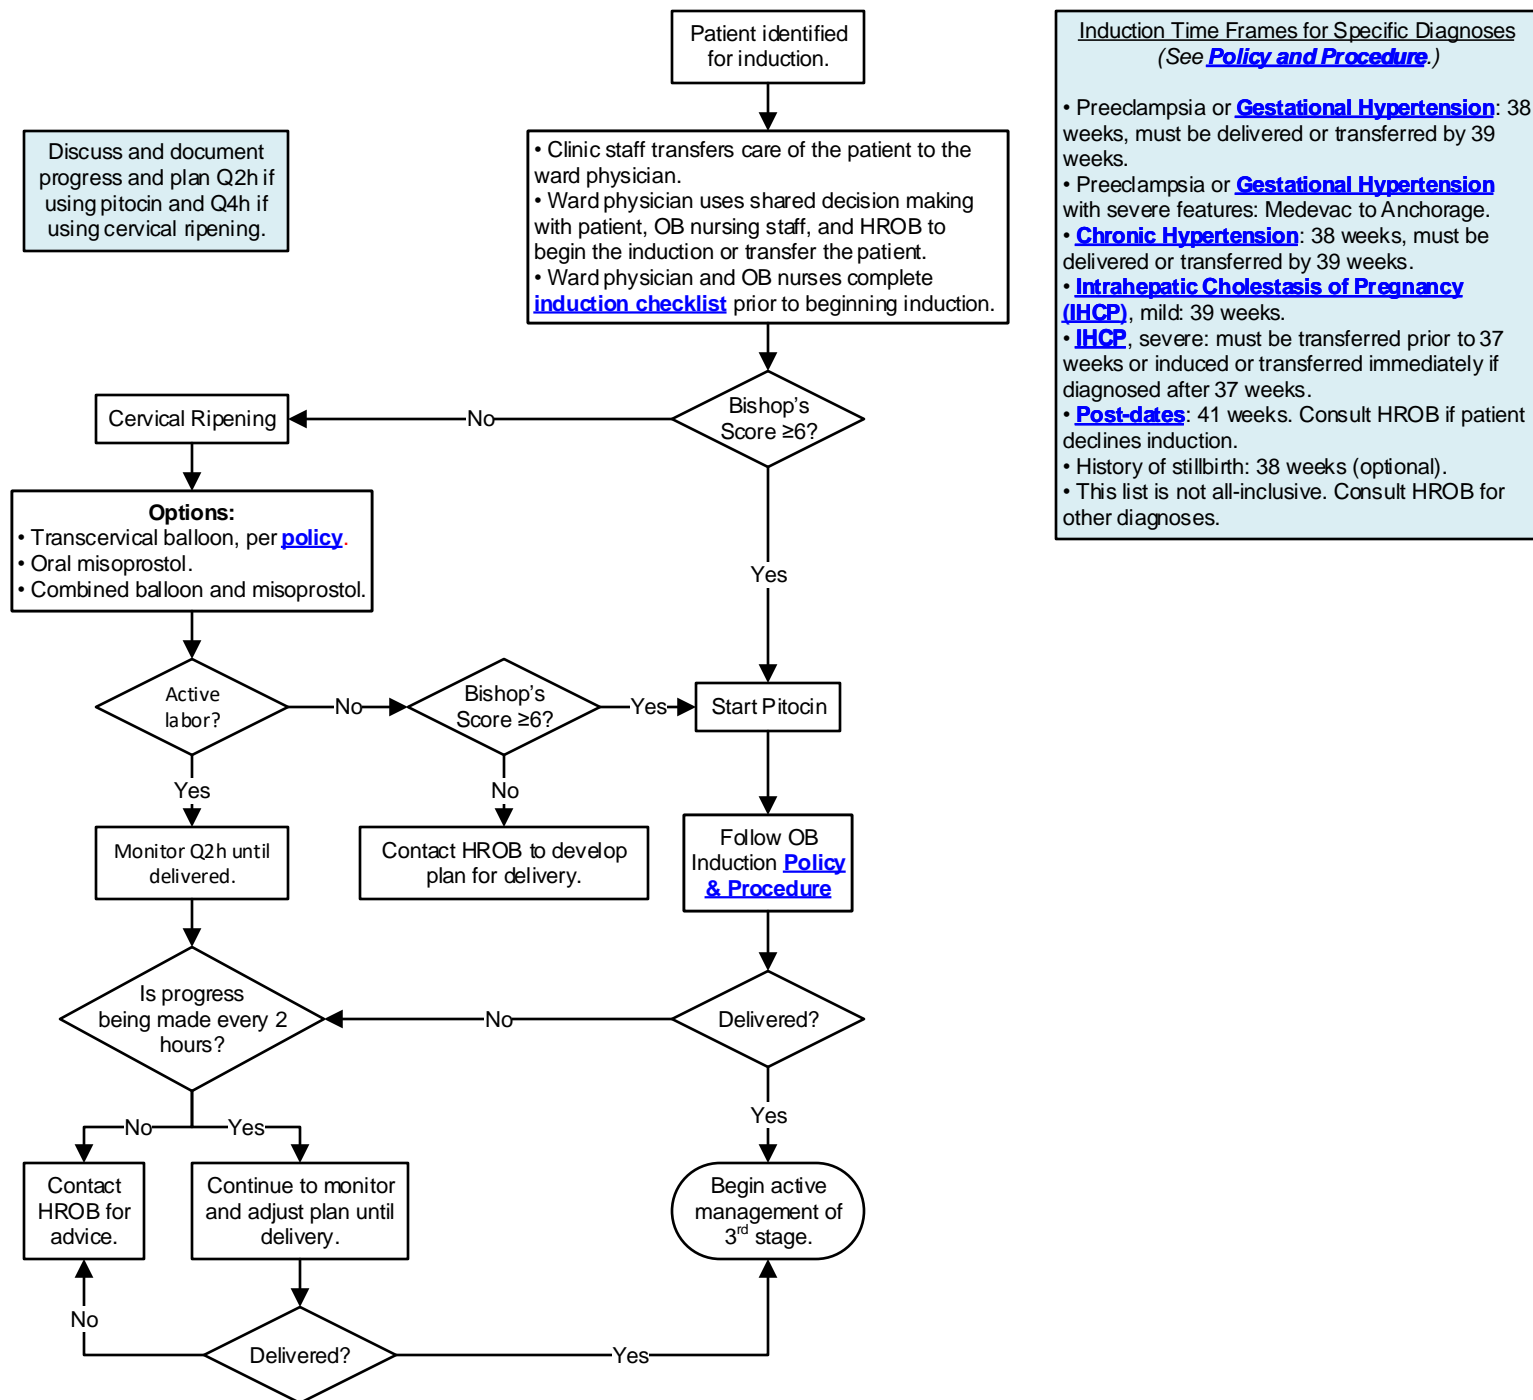 Patient identified
for induction.
Discuss and document
progress and plan Q2h if
using pitocin and Q4h if
using cervical ripening.
• Clinic staff transfers care of the patient to the
ward physician.
• Ward physician uses shared decision making
with patient, OB nursing staff, and HROB to
begin the induction or transfer the patient.
• Ward physician and OB nurses complete
induction checklist prior to beginning induction.
Induction Time Frames for Specific Diagnoses
(See Policy and Procedure.)
• Preeclampsia or Gestational Hypertension: 38
weeks, must be delivered or transferred by 39
weeks.
• Preeclampsia or Gestational Hypertension
with severe features: Medevac to Anchorage.
• Chronic Hypertension: 38 weeks, must be
delivered or transferred by 39 weeks.
• Intrahepatic Cholestasis of Pregnancy
(IHCP), mild: 39 weeks.
• IHCP, severe: must be transferred prior to 37
weeks or induced or transferred immediately if
diagnosed after 37 weeks.
• Post-dates: 41 weeks. Consult HROB if patient
declines induction.
• History of stillbirth: 38 weeks (optional).
• This list is not all-inclusive. Consult HROB for
other diagnoses.
Bishop's
Score ≥6?
No
Cervical Ripening
Yes
Options:
• Transcervical balloon, per policy.
• Oral misoprostol.
• Combined balloon and misoprostol.
Active
labor?
No
Bishop's
Score ≥6?
Yes
Start Pitocin
Yes
No
Monitor Q2h until
delivered.
Contact HROB to develop
plan for delivery.
Follow OB
Induction Policy
& Procedure
Is progress
being made every 2
hours?
No
Delivered?
Yes
No
Yes
Contact
HROB for
advice.
Continue to monitor
and adjust plan until
delivery.
Begin active
management of
3rd stage.
No
Delivered?
Yes